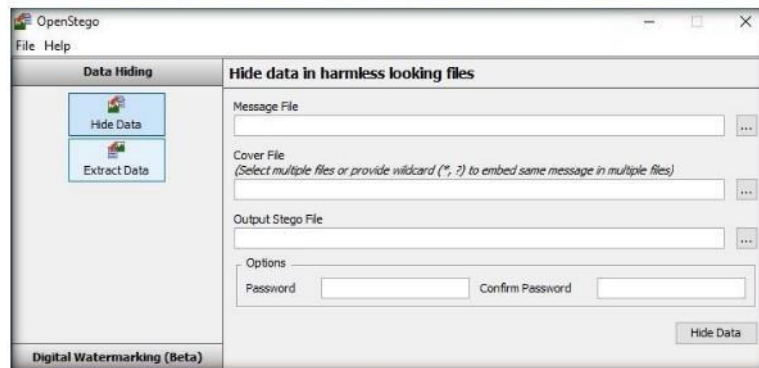 OpenStego
File Help
Data Hiding
Hide Data
Extract Data
Digital Watermarking (Beta)
Hide data in harmless looking files
Message File
...
Cover File
(Select multiple files or provide wildcard (*, ?) to embed same message in multiple files)
...
Output Stego File
...
Options
Password Confirm Password
Hide Data